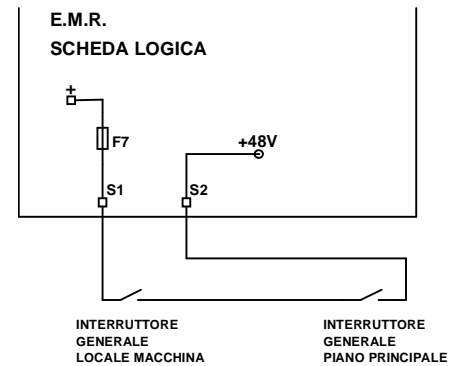 E.M.R.
SCHEDA LOGICA
+
F7
+48V
S1
S2
INTERRUTTORE
GENERALE
LOCALE MACCHINA
INTERRUTTORE
GENERALE
PIANO PRINCIPALE